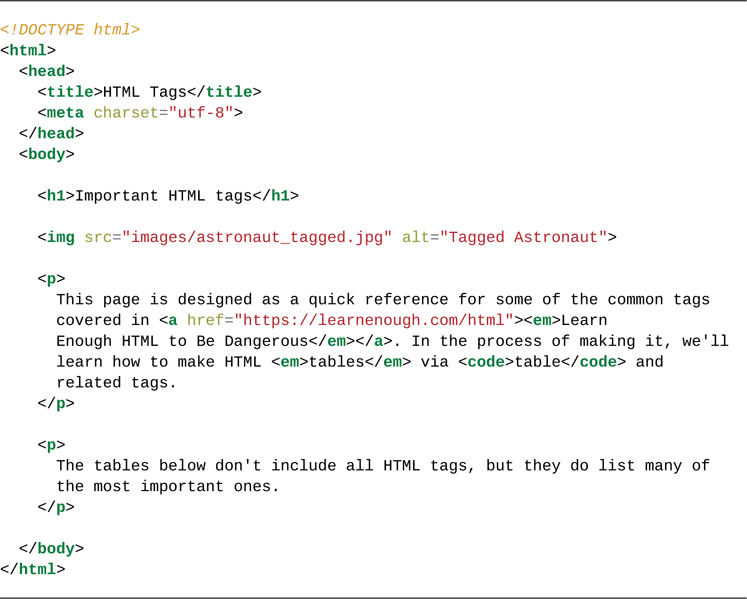 <!DOCTYPE html>
<html>
  <head>
    <title>HTML Tags</title>
    <meta charset="utf-8">
  </head>
  <body>

    <h1>Important HTML tags</h1>

    <img src="images/astronaut_tagged.jpg" alt="Tagged Astronaut">

    <p>
      This page is designed as a quick reference for some of the common tags
      covered in <a href="https://learnenough.com/html"><em>Learn
      Enough HTML to Be Dangerous</em></a>. In the process of making it, we'll
      learn how to make HTML <em>tables</em> via <code>table</code> and
      related tags.
    </p>

    <p>
      The tables below don't include all HTML tags, but they do list many of
      the most important ones.
    </p>

  </body>
</html>